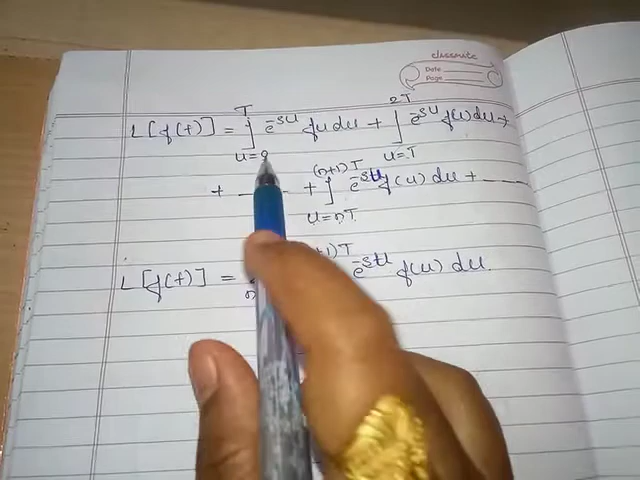 classmate
Date
Page
L[f(t)] = ∫_{u=0}^{T} e^{-su} f u du + ∫_{u=T}^{2T} e^{su} f(u) du +
+ — - + ∫_{u=nT}^{(n+1)T} e^{-su} f(u) du + ——
L[f(t)] = +1)T e^{-su} f(u) du.